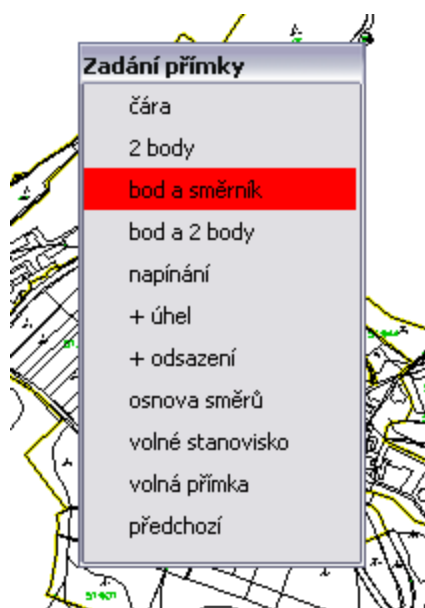 Zadání přímky
čára
2 body
bod a směrník
bod a 2 body
napínání
+ úhel
+ odsazení
osnova směrů
volné stanovisko
volná přímka
předchozí